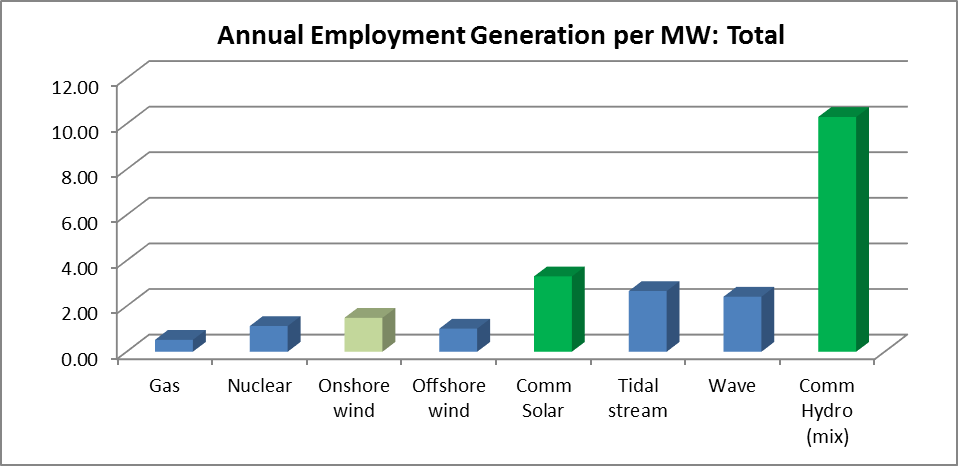 Annual Employment Generation per MW: Total
12.00
10.00
8.00
6.00
4.00
2.00
0.00
Gas
Nuclear
Onshore
wind
Offshore
wind
Comm
Solar
Tidal
stream
Wave
Comm
Hydro
(mix)